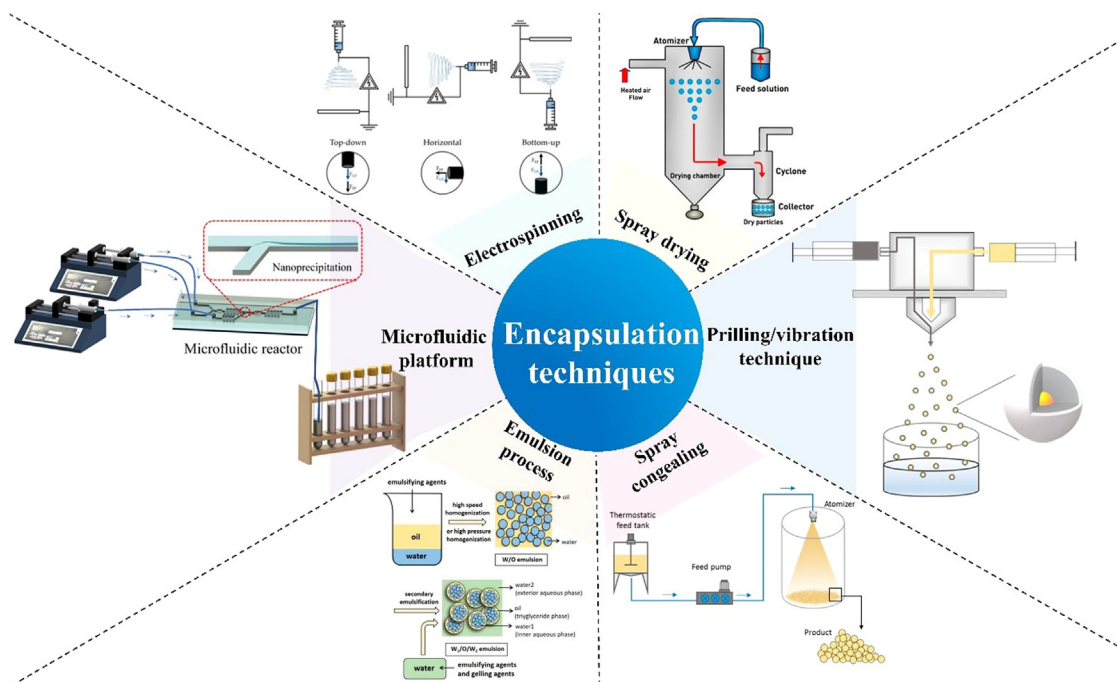 Encapsulation
techniques
Electrospinning
Top-down
Horizontal
Bottom-up
Spray drying
Atomizer
Heated air
Flow
Feed solution
Drying chamber
Cyclone
Collector
Dry particles
Prilling/vibration
technique
Spray
congealing
Thermostatic
feed tank
Feed pump
Atomizer
Product
Emulsion
process
emulsifying agents
oil
water
high speed
homogenization
or high pressure
homogenization
oil
water
W/O emulsion
secondary
emulsification
water
emulsifying agents
and gelling agents
water2
(exterior aqueous phase)
oil
(triyglyceride phase)
water1
(inner aqueous phase)
W₁/O/W₂ emulsion
Microfluidic
platform
Nanoprecipitation
Microfluidic reactor